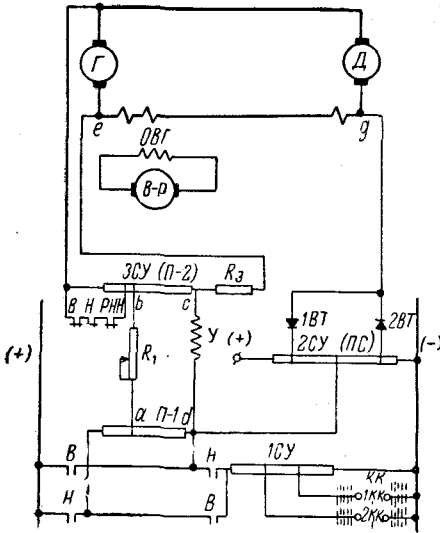 Г
Д
е
g
ОВГ
В-р
3СУ (П-2)
R3
В Н РНН
b
c
1ВТ
2ВТ
(+)
R1
У
(+)
2СУ (ПС)
(-)
a П-1 d
В
Н
1СУ
КК
1КК
Н
В
2КК